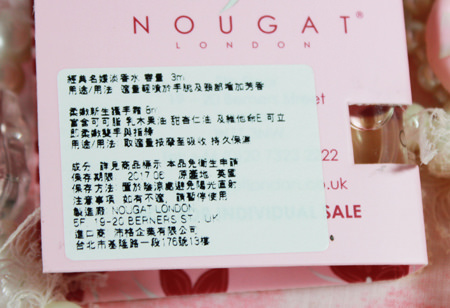 NOUGAT
LONDON
經典名媛淡香水 容量 3ml
用途/用法 適量輕噴於手腕及頸部增加芳香
柔嫩新生護手霜 8ml
富含可可脂 乳木果油 甜杏仁油 及維他命E 可立
即柔嫩雙手與指緣
用途/用法 取適量按摩至吸收 持久保濕
成分 詳見商品標示 本品免衛生申請
保存期限 2017.06 原產地 英國
保存方法 置於陰涼處避免陽光直射
注意事項 如有不適, 請暫停使用
製造廠 NOUGAT LONDON
5F, 19-20 BERNERS ST., UK
進口商 沛格企業有限公司
台北市基隆路一段176號13樓
et
22
co.uk
SALE